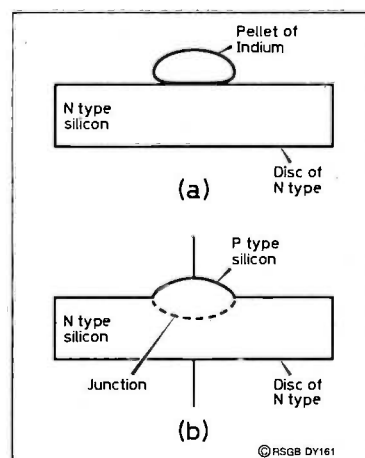 Pellet of
Indium
N type
silicon
Disc of
N type
(a)
P type
silicon
N type
silicon
Junction
Disc of
N type
(b)
©RSGB DY161